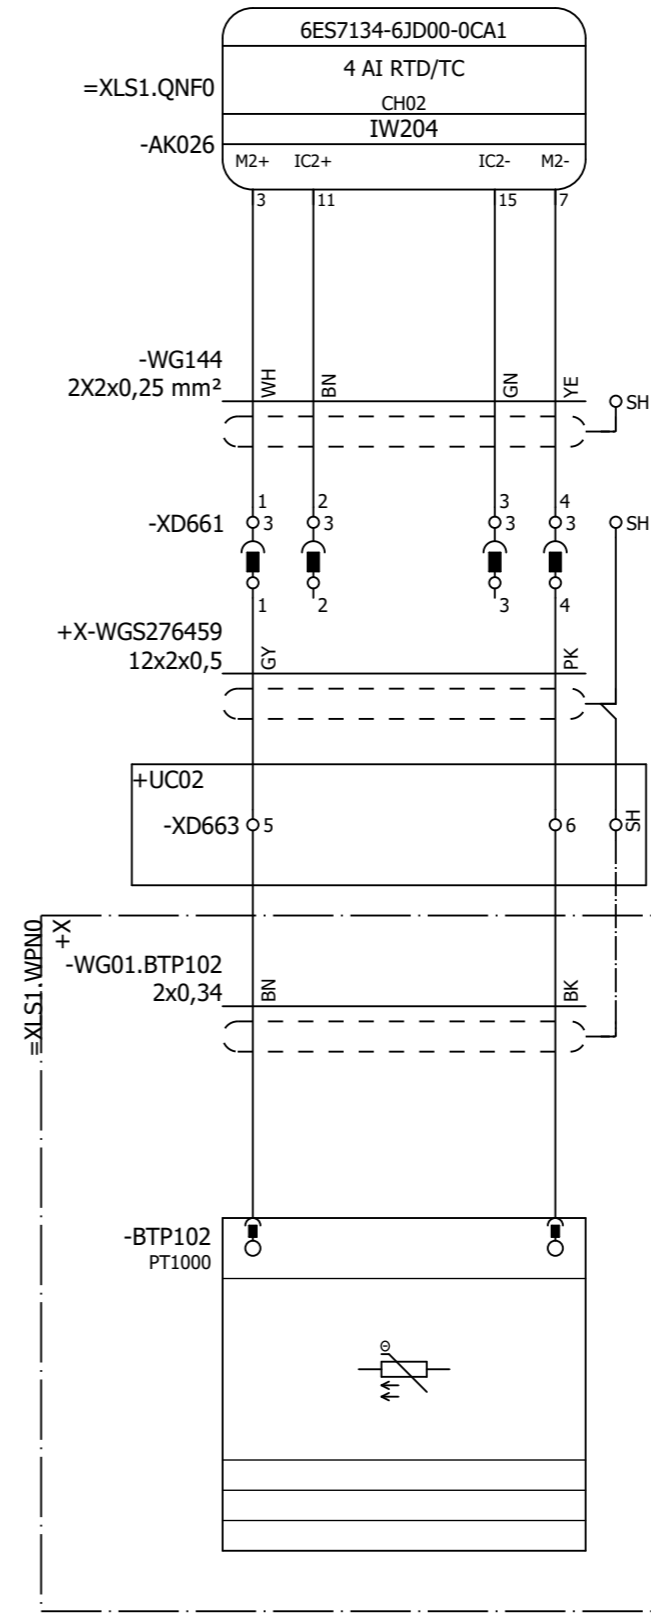 6ES7134-6JD00-0CA1
4 AI RTD/TC
=XLS1.QNF0
CH02
IW204
-AK026
M2+ IC2+ IC2- M2-
3 11 15 7
-WG144
2X2x0,25 mm²
WH BN GN YE
SH
1 2 3 4
-XD661 3 3 3 3 SH
1 2 3 4
+X-WGS276459
12x2x0,5
GY PK
+UC02
-XD663 5 6 SH
=XLS1.WPN0
+X
-WG01.BTP102
2x0,34
BN BK
-BTP102
PT1000
Θ